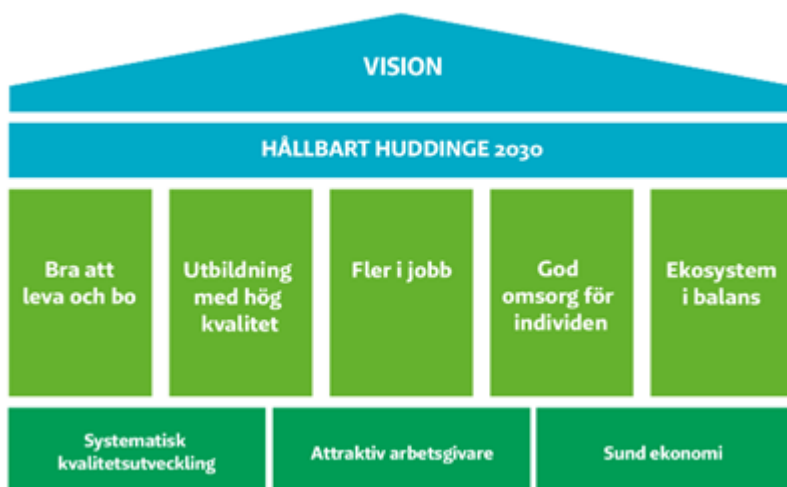 VISION
HÅLLBART HUDDINGE 2030
Bra att
leva och bo
Utbildning
med hög
kvalitet
Fler i jobb
God
omsorg för
individen
Ekosystem
i balans
Systematisk
kvalitetsutveckling
Attraktiv arbetsgivare
Sund ekonomi